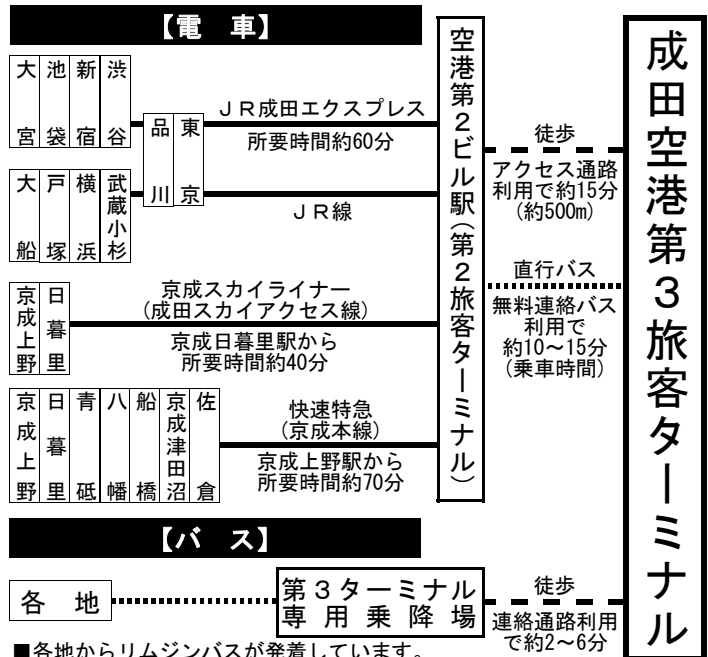 【電　車】
大宮
池袋
新宿
渋谷
品川
東京
ＪＲ成田エクスプレス
所要時間約60分
大船
戸塚
横浜
武蔵小杉
ＪＲ線
京成上野
日暮里
京成スカイライナー
(成田スカイアクセス線)
京成日暮里駅から
所要時間約40分
京成上野
日暮里
青砥
八幡
船橋
京成津田沼
佐倉
快速特急
(京成本線)
京成上野駅から
所要時間約70分
空港第２ビル駅(第２旅客ターミナル)
徒歩
アクセス通路
利用で約15分
(約500m)
直行バス
無料連絡バス
利用で
約10～15分
(乗車時間)
成田空港第３旅客ターミナル
【バ　ス】
各　地
第３ターミナル
専用乗降場
徒歩
連絡通路利用
で約2～6分
■各地からリムジンバスが発着しています。